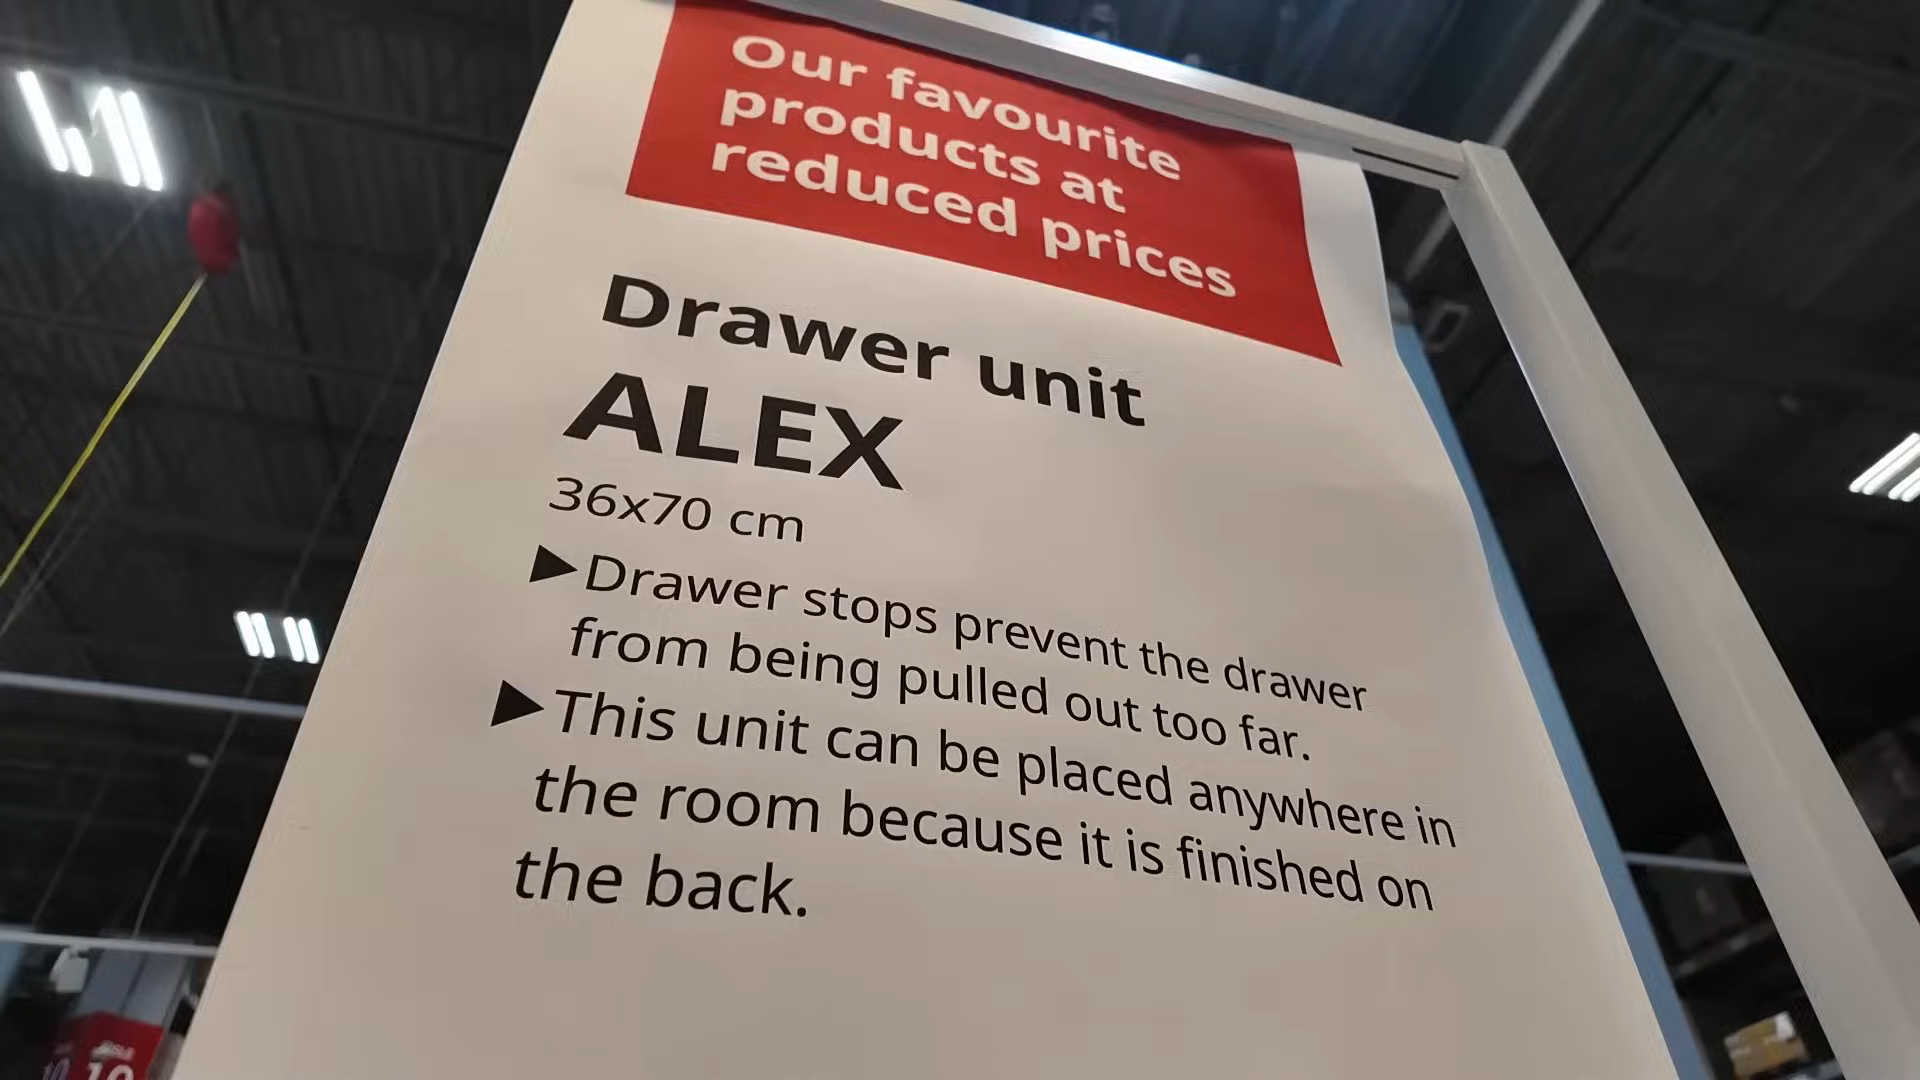 Our favourite
products at
reduced prices
Drawer unit
ALEX
36x70 cm
▶Drawer stops prevent the drawer
from being pulled out too far.
▶This unit can be placed anywhere in
the room because it is finished on
the back.
10